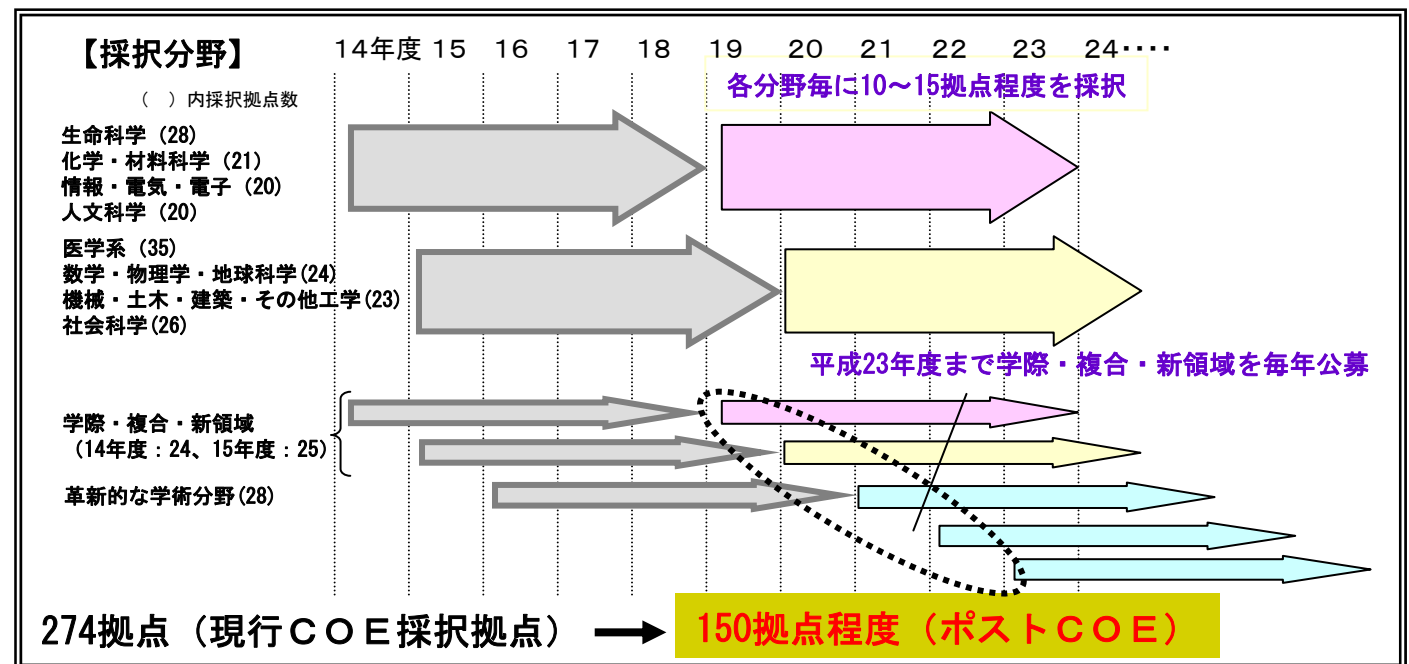 【採択分野】
14年度 15 16 17 18 19 20 21 22 23 24････
（　）内採択拠点数
各分野毎に10～15拠点程度を採択
生命科学（28）
化学・材料科学（21）
情報・電気・電子（20）
人文科学（20）
医学系（35）
数学・物理学・地球科学(24)
機械・土木・建築・その他工学(23)
社会科学(26)
平成23年度まで学際・複合・新領域を毎年公募
学際・複合・新領域
（14年度：24、15年度：25）
革新的な学術分野(28)
274拠点（現行ＣＯＥ採択拠点）
150拠点程度（ポストＣＯＥ）